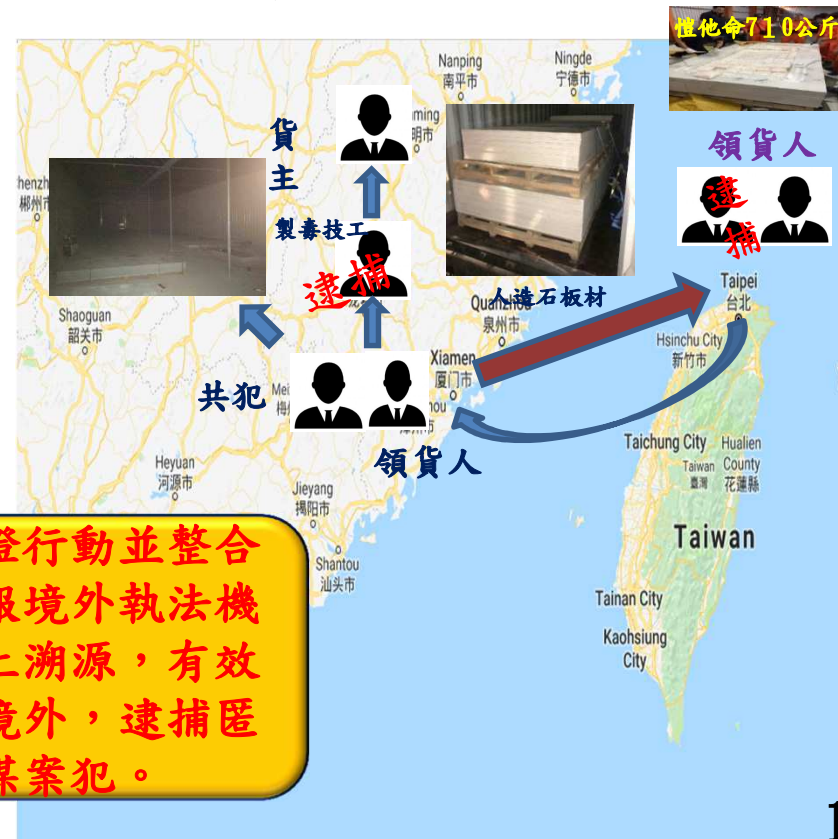 愷他命710公斤
Nanping
南平市
Ningde
宁德市
領貨人
逮
捕
貨
主
製毒技工
逮捕
郴州市
Shaoguan
韶关市
人造石板材
泉州市
Taipei
台北
Hsinchu City
新竹市
Xiamen
厦门市
共犯
領貨人
Heyuan
河源市
Jieyang
揭阳市
Shantou
汕头市
Taichung City
Hualien
County
花蓮縣
Taiwan
臺灣
Taiwan
Tainan City
Kaohsiung
City
行動並整合
境外執法機
溯源，有效
境外，逮捕匿
案犯。